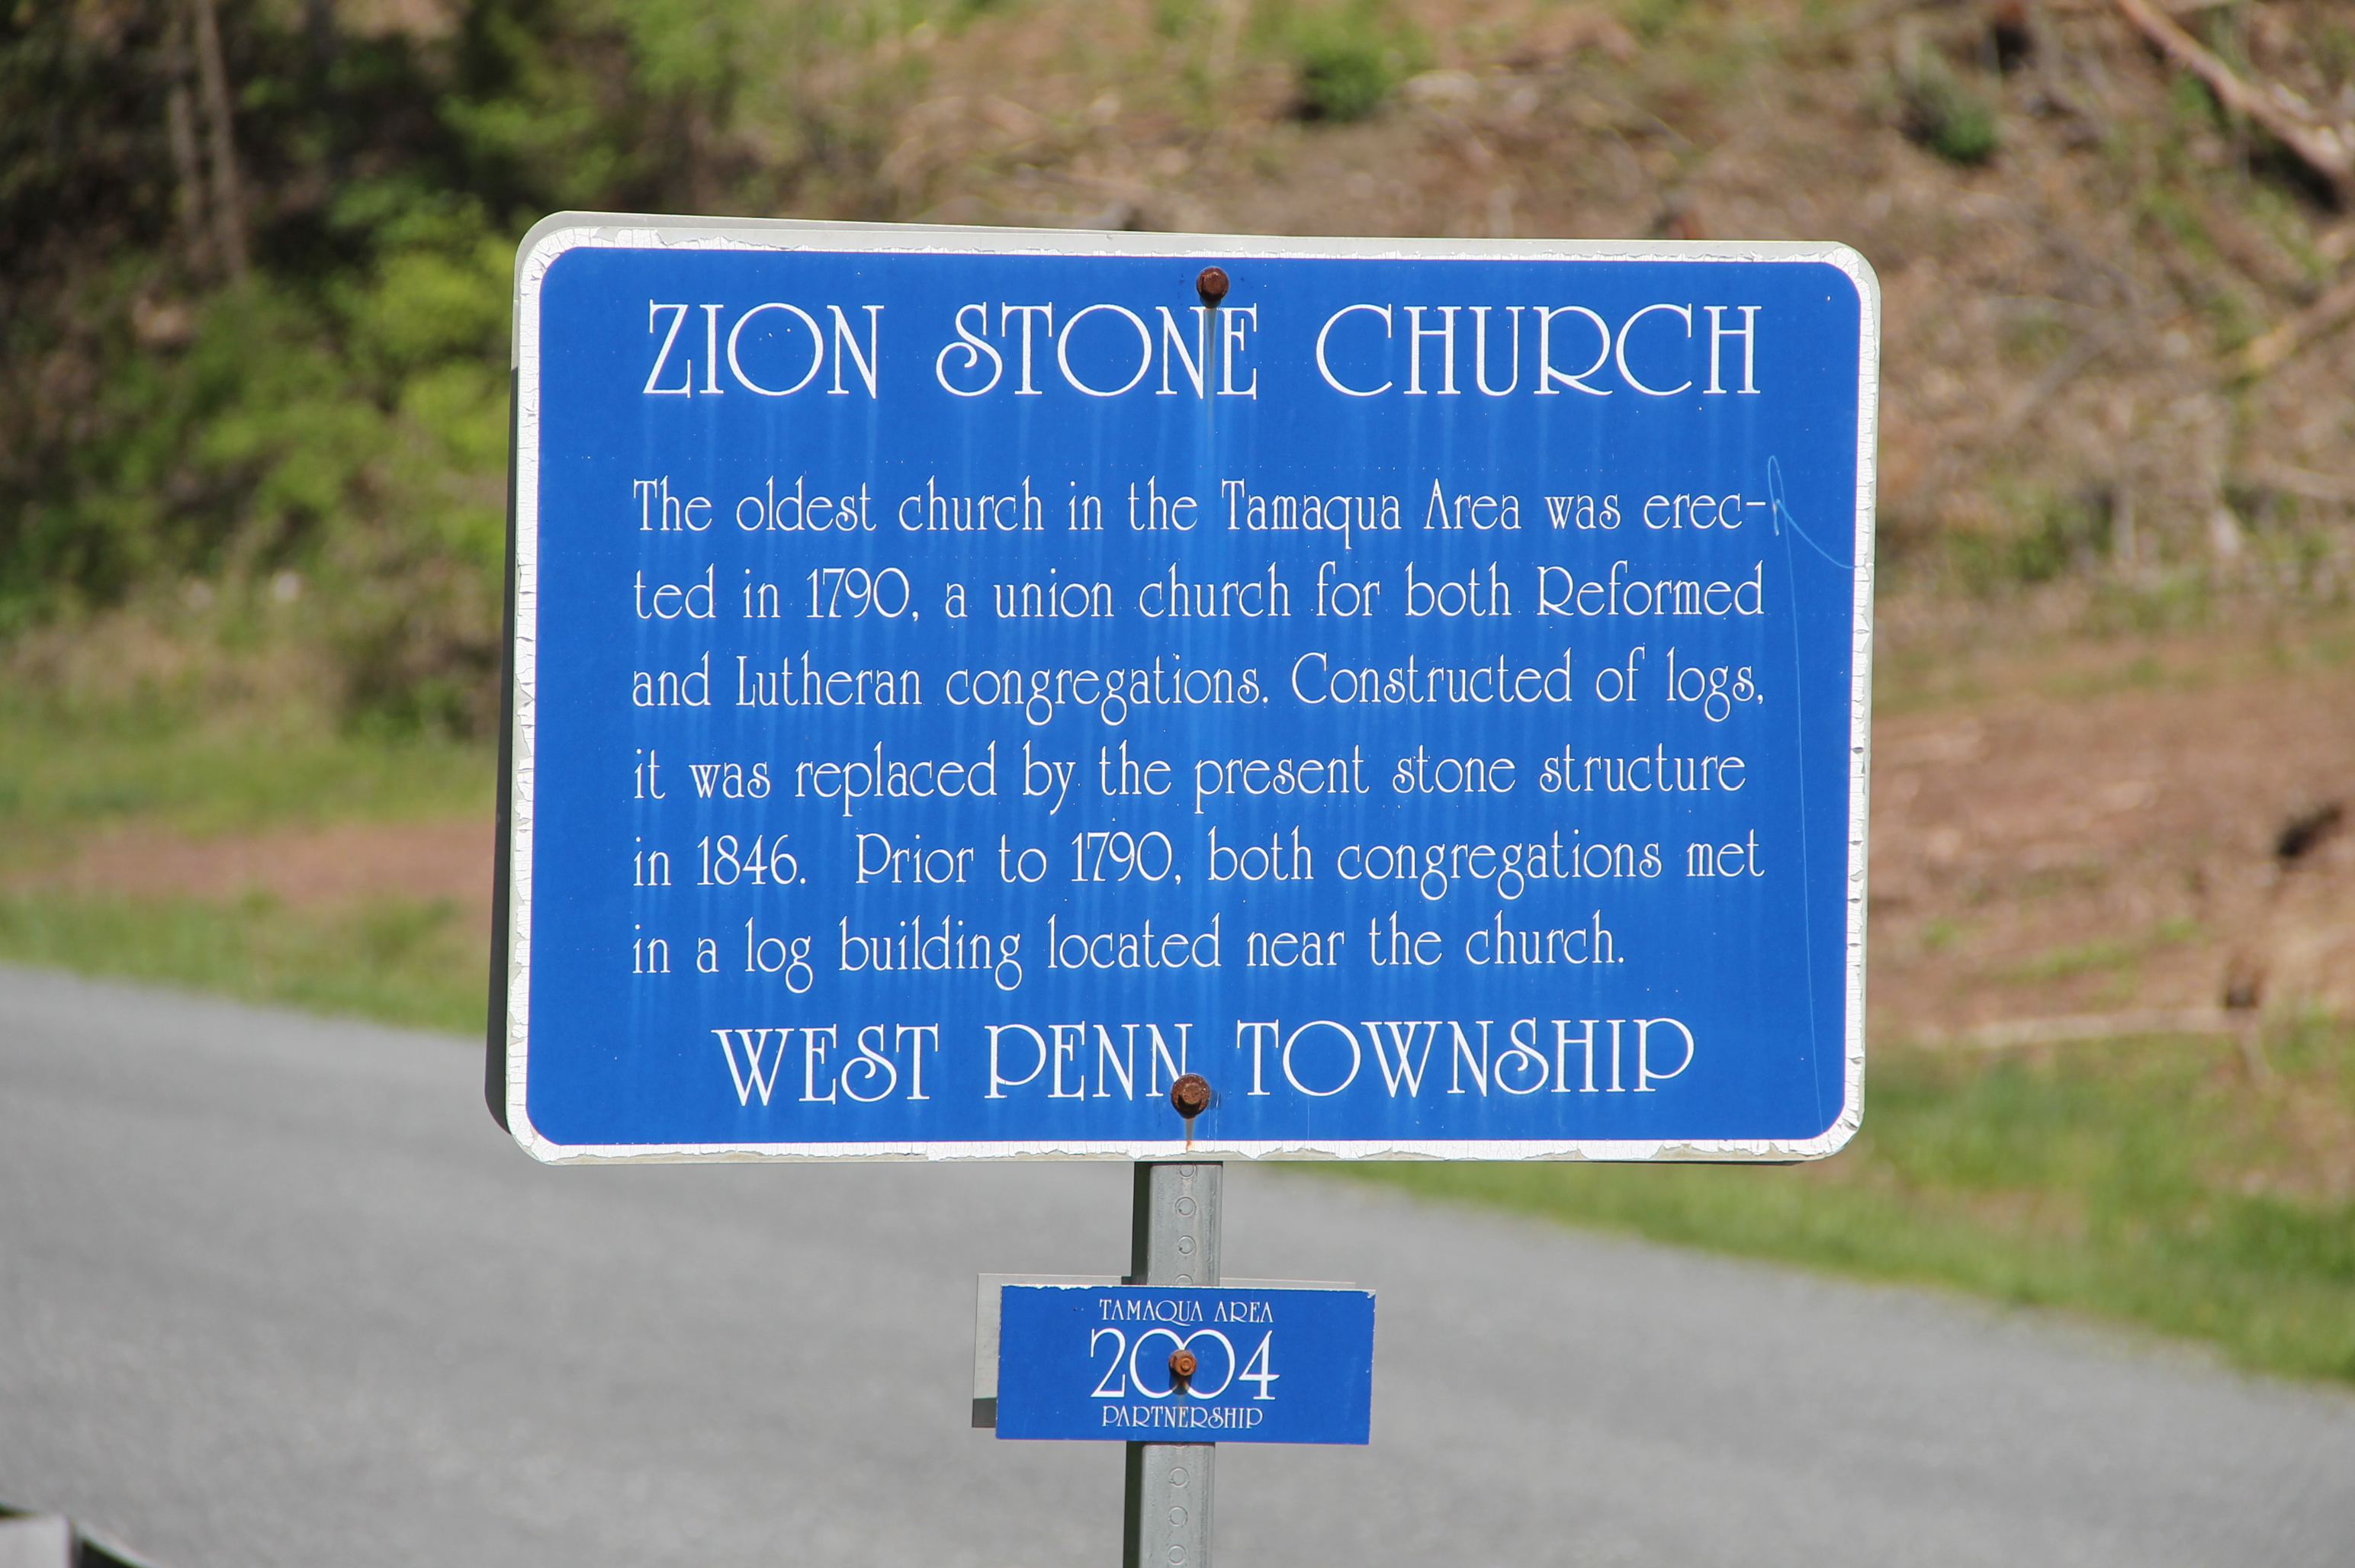 ZION STONE CHURCH
The oldest church in the Tamaqua Area was erec-
ted in 1790, a union church for both Reformed
and Lutheran congregations. Constructed of logs,
it was replaced by the present stone structure
in 1846. Prior to 1790, both congregations met
in a log building located near the church.
WEST PENN TOWNSHIP
TAMAQUA AREA
2004
PARTNERSHIP